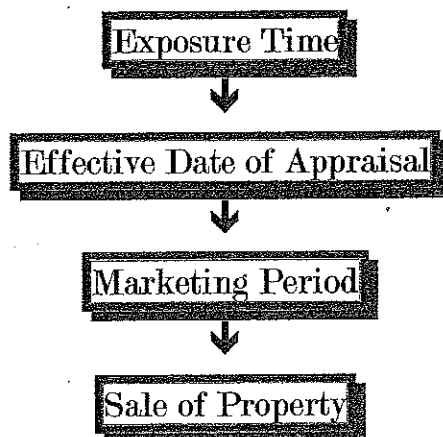 Exposure Time
Effective Date of Appraisal
Marketing Period
Sale of Property